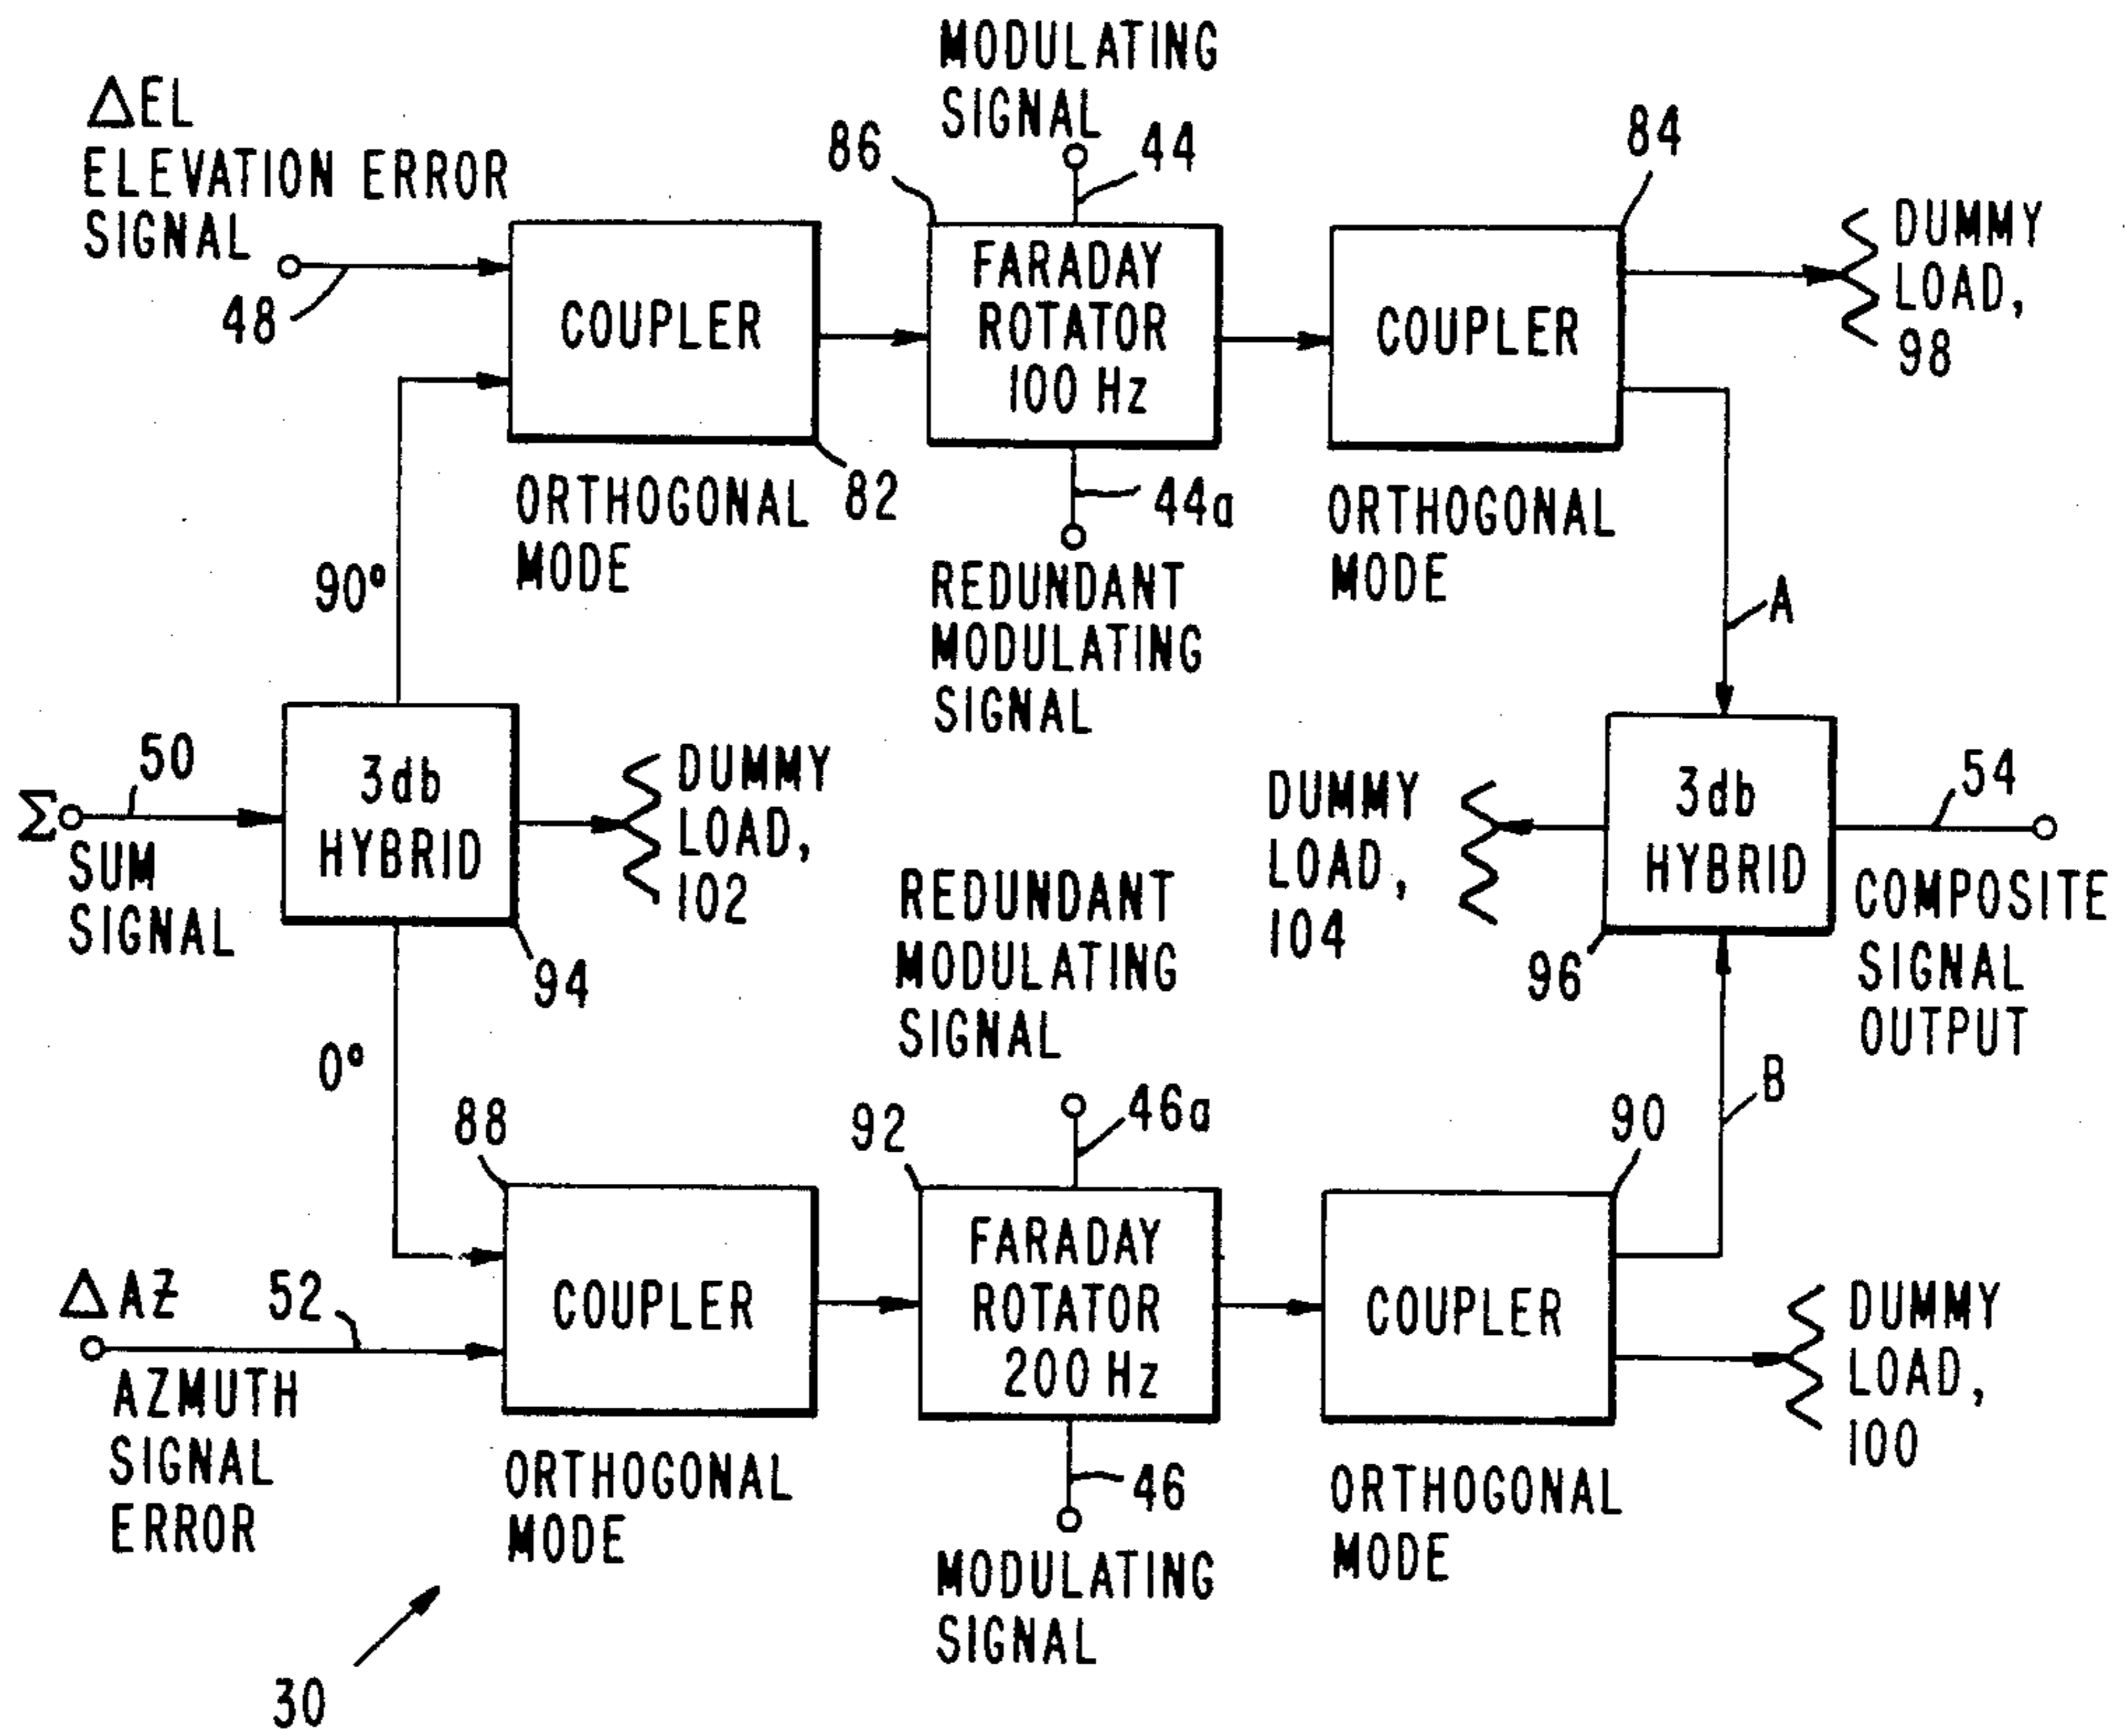 MODULATING
SIGNAL
ΔEL
ELEVATION ERROR
SIGNAL
48
86
44
84
COUPLER
FARADAY
ROTATOR
100 Hz
COUPLER
DUMMY
LOAD,
98
ORTHOGONAL
MODE
82
44a
ORTHOGONAL
MODE
90°
REDUNDANT
MODULATING
SIGNAL
A
Σ
50
SUM
SIGNAL
3db
HYBRID
94
DUMMY
LOAD,
102
DUMMY
LOAD,
104
3db
HYBRID
96
54
COMPOSITE
SIGNAL
OUTPUT
REDUNDANT
MODULATING
SIGNAL
0°
88
92
46a
90
B
ΔAZ
52
AZMUTH
SIGNAL
ERROR
COUPLER
FARADAY
ROTATOR
200 Hz
COUPLER
DUMMY
LOAD,
100
ORTHOGONAL
MODE
46
MODULATING
SIGNAL
ORTHOGONAL
MODE
30